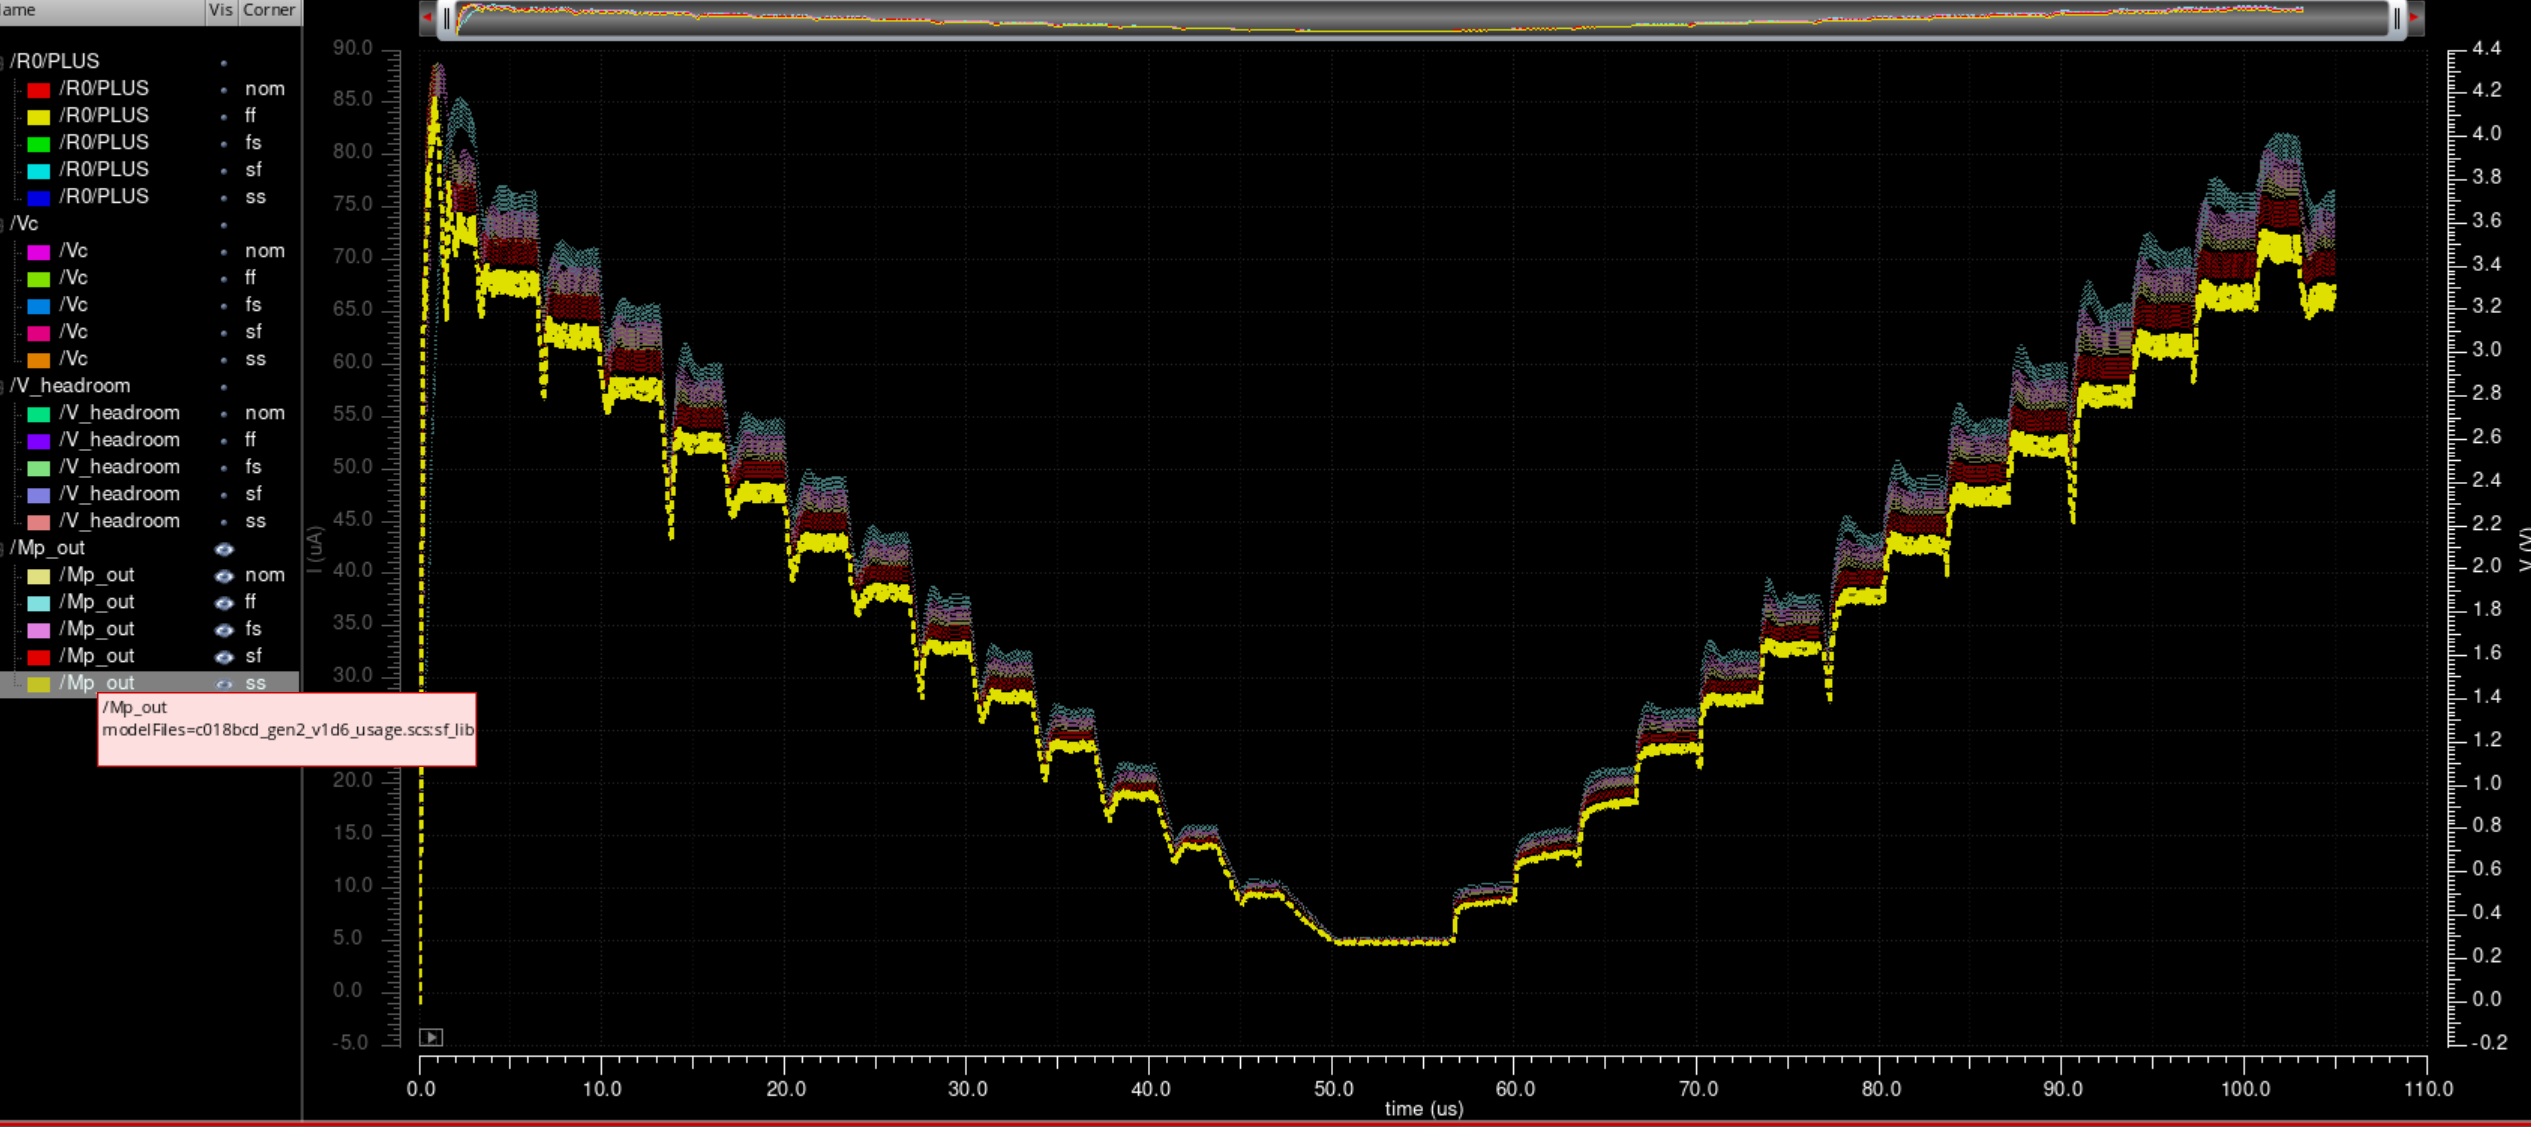 ame Vis Corner
/R0/PLUS
/R0/PLUS nom
/R0/PLUS ff
/R0/PLUS fs
/R0/PLUS sf
/R0/PLUS ss
/Vc
/Vc nom
/Vc ff
/Vc fs
/Vc sf
/Vc ss
/V_headroom
/V_headroom nom
/V_headroom ff
/V_headroom fs
/V_headroom sf
/V_headroom ss
/Mp_out
/Mp_out nom
/Mp_out ff
/Mp_out fs
/Mp_out sf
/Mp_out ss
/Mp_out
modelFiles=c018bcd_gen2_v1d6_usage.scs:sf_lib
90.0
85.0
80.0
75.0
70.0
65.0
60.0
55.0
50.0
45.0
40.0
35.0
30.0
20.0
15.0
10.0
5.0
0.0
-5.0
I (uA)
4.4
4.2
4.0
3.8
3.6
3.4
3.2
3.0
2.8
2.6
2.4
2.2
2.0
1.8
1.6
1.4
1.2
1.0
0.8
0.6
0.4
0.2
0.0
-0.2
V (V)
0.0 10.0 20.0 30.0 40.0 50.0 60.0 70.0 80.0 90.0 100.0 110.0
time (us)